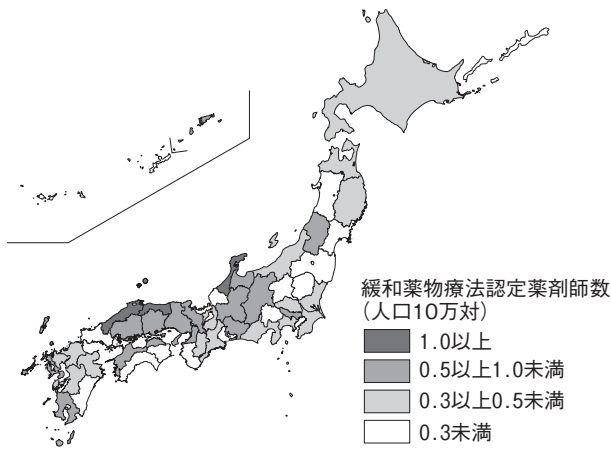 緩和薬物療法認定薬剤師数
(人口10万対)
1.0以上
0.5以上1.0未満
0.3以上0.5未満
0.3未満